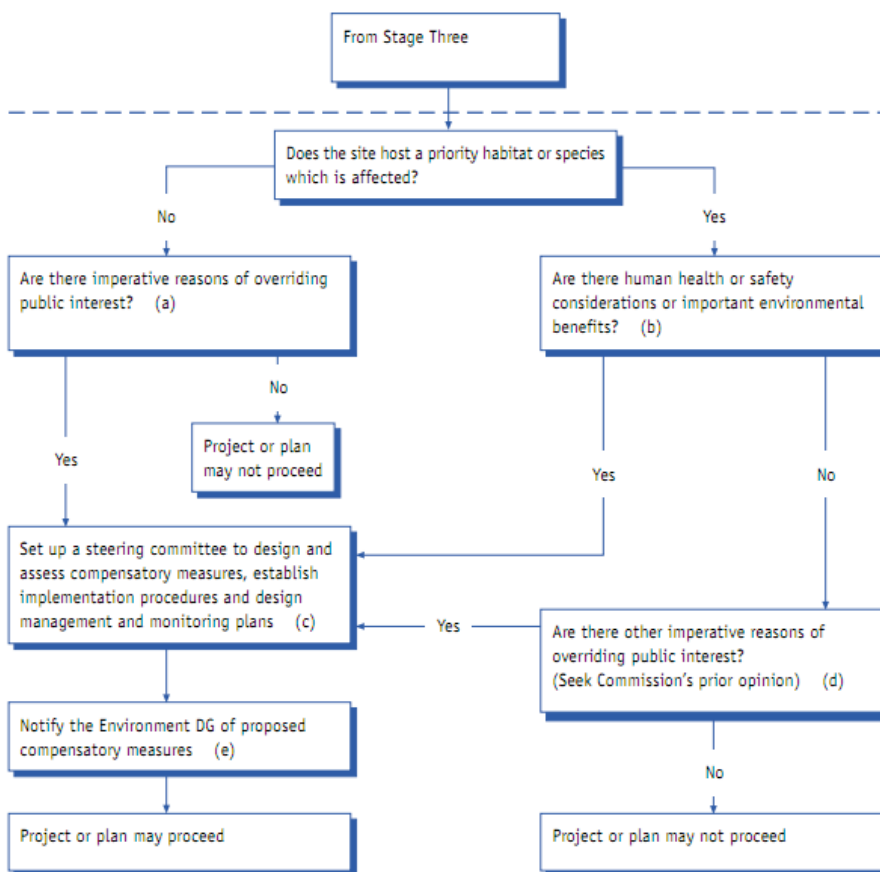 From Stage Three
Does the site host a priority habitat or species
which is affected?
No
Yes
Are there imperative reasons of overriding
public interest? (a)
Are there human health or safety
considerations or important environmental
benefits? (b)
No
Project or plan
may not proceed
Yes
Yes
No
Set up a steering committee to design and
assess compensatory measures, establish
implementation procedures and design
management and monitoring plans (c)
Yes
Are there other imperative reasons of
overriding public interest?
(Seek Commission's prior opinion) (d)
Notify the Environment DG of proposed
compensatory measures (e)
No
Project or plan may proceed
Project or plan may not proceed